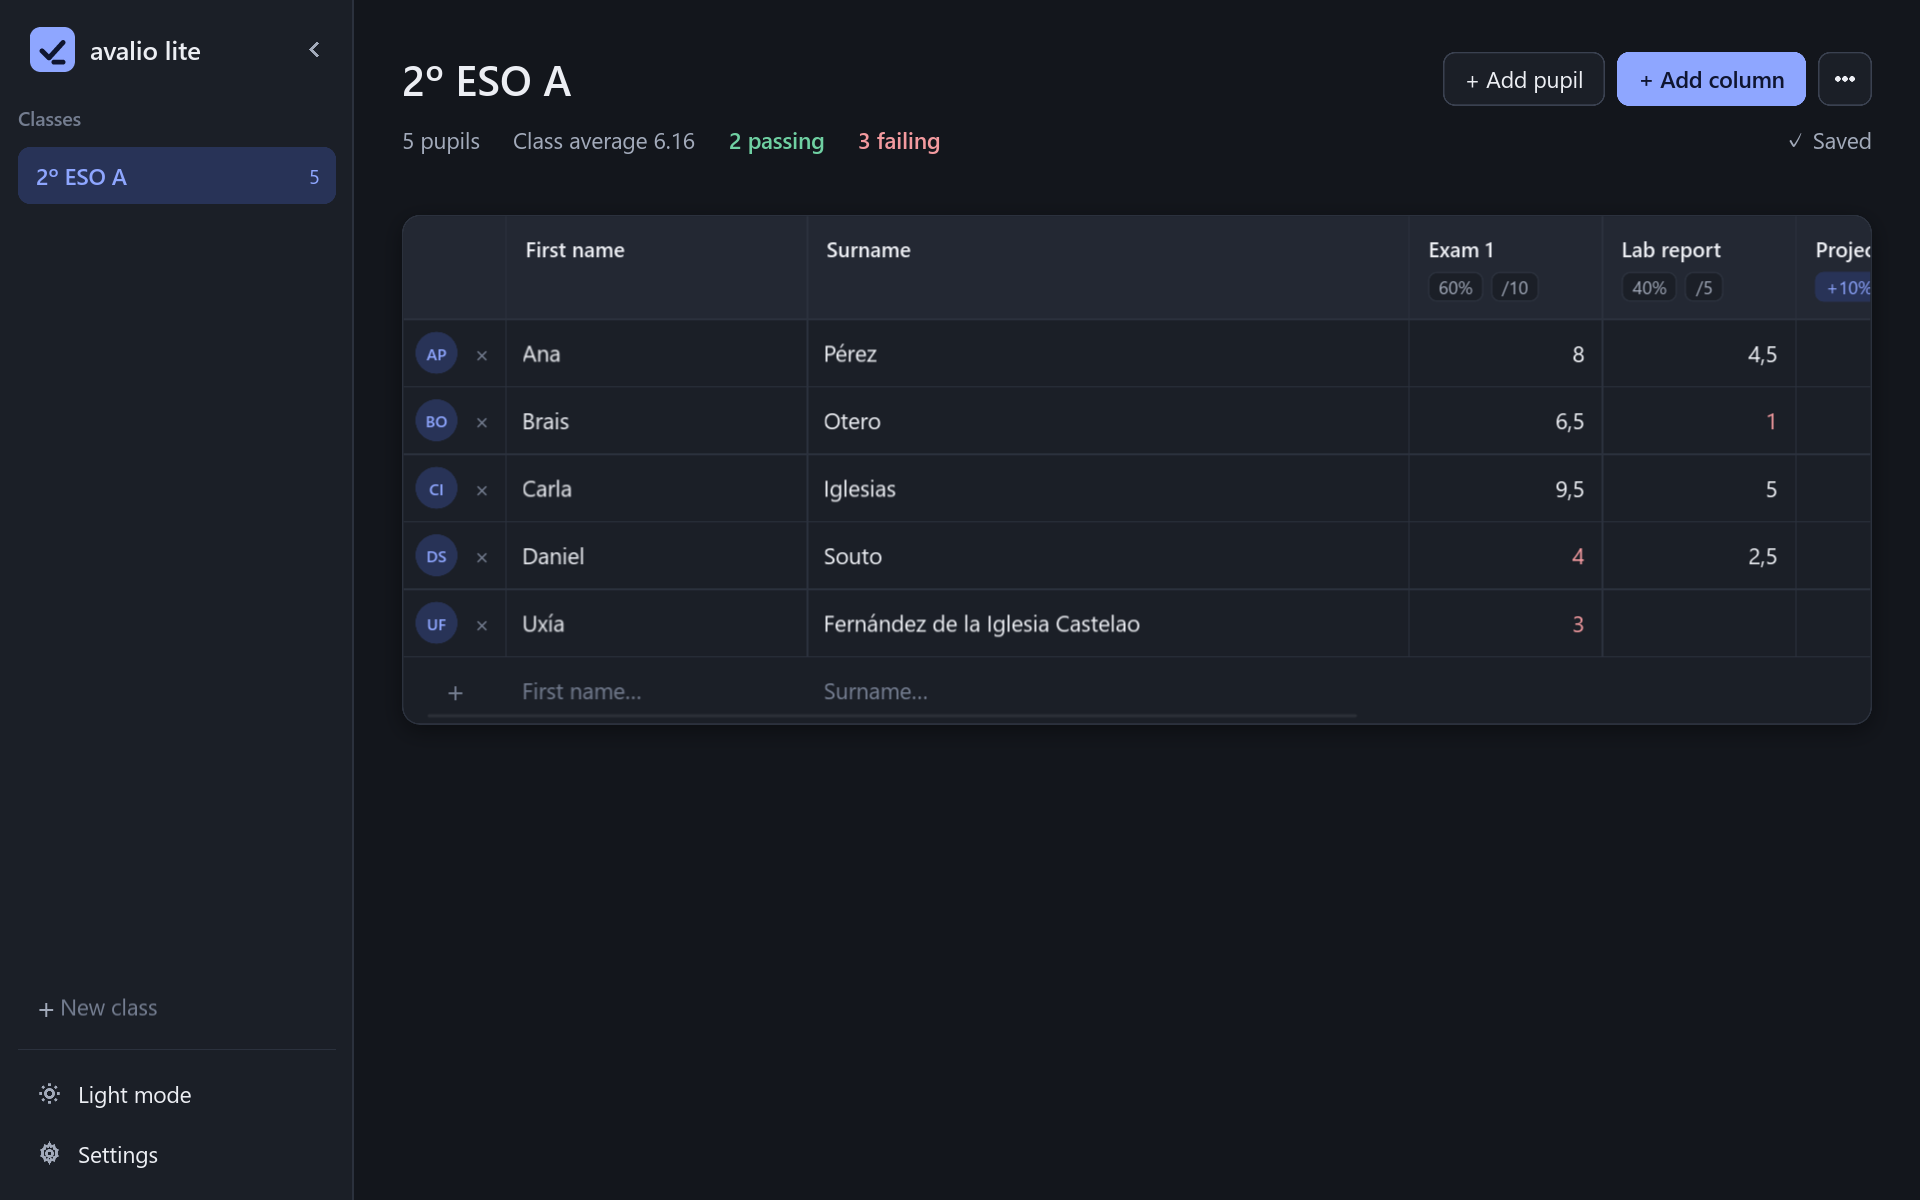 avalio lite
Classes
2º ESO A 5
+ New class
Light mode
Settings
2º ESO A
+ Add pupil
+ Add column
5 pupils Class average 6.16 2 passing 3 failing
✓ Saved
First name Surname Exam 1 Lab report Projec
60% /10 40% /5 +10%
AP × Ana Pérez 8 4,5
BO × Brais Otero 6,5 1
CI × Carla Iglesias 9,5 5
DS × Daniel Souto 4 2,5
UF × Uxía Fernández de la Iglesia Castelao 3
+ First name... Surname...